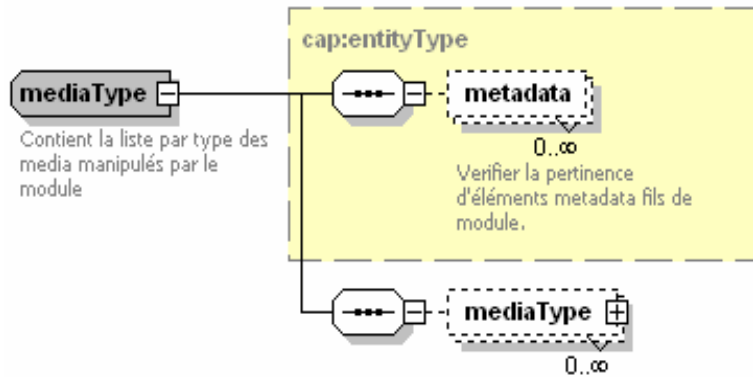 cap:entityType
mediaType
Contient la liste par type des
media manipulés par le
module
metadata
0..∞
Verifier la pertinence
d'éléments metadata fils de
module.
mediaType
0..∞